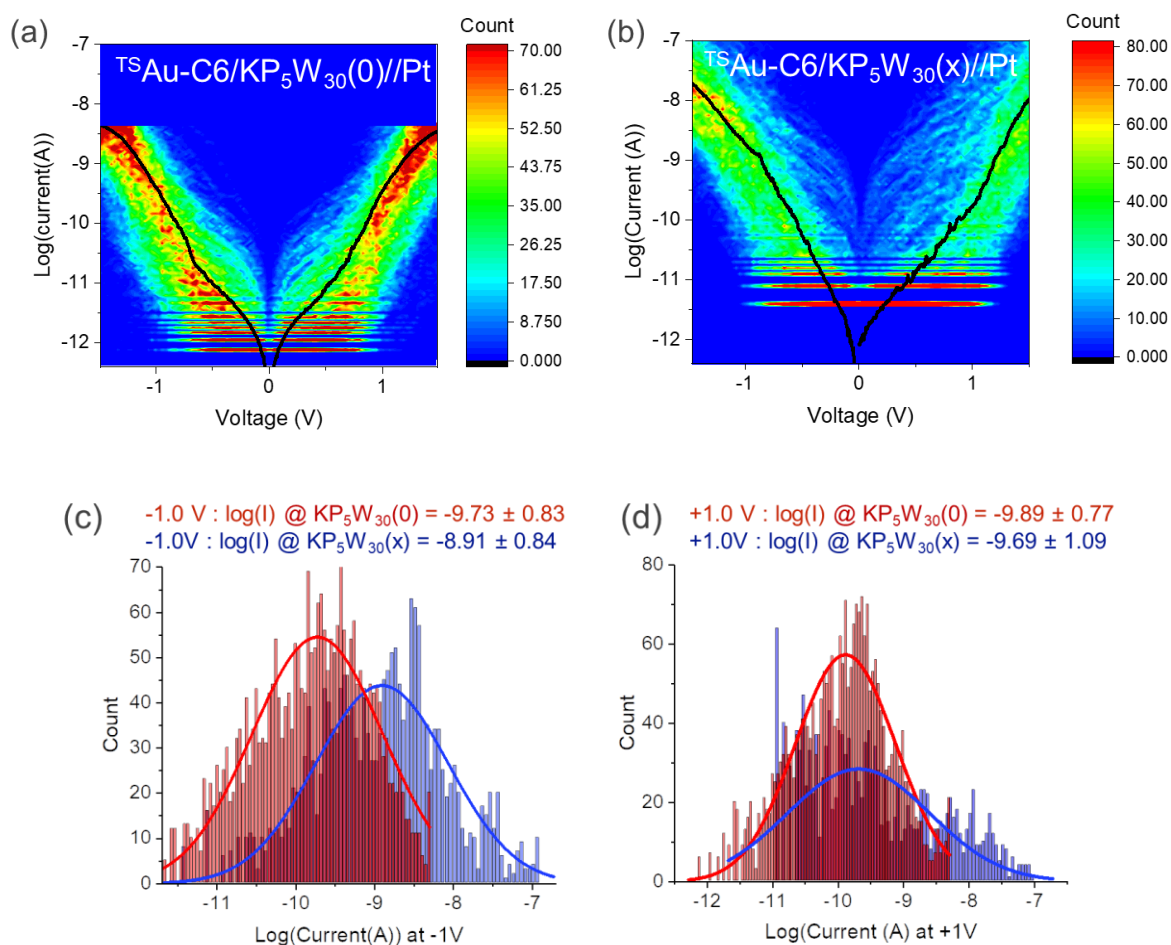 (a)
Count
TSAu-C6/KP5W30(0)//Pt
-7
-8
-9
-10
-11
-12
Log(current(A)
-1 0 1
Voltage (V)
70.00
61.25
52.50
43.75
35.00
26.25
17.50
8.750
0.000
(b)
Count
TSAu-C6/KP5W30(x)//Pt
-7
-8
-9
-10
-11
-12
Log(Current (A))
-1 0 1
Voltage (V)
80.00
70.00
60.00
50.00
40.00
30.00
20.00
10.00
0.000
(c)
-1.0 V : log(I) @ KP5W30(0) = -9.73 ± 0.83
-1.0V : log(I) @ KP5W30(x) = -8.91 ± 0.84
70
60
50
40
30
20
10
0
Count
-11 -10 -9 -8 -7
Log(Current(A)) at -1V
(d)
+1.0 V : log(I) @ KP5W30(0) = -9.89 ± 0.77
+1.0V : log(I) @ KP5W30(x) = -9.69 ± 1.09
80
60
40
20
0
Count
-12 -11 -10 -9 -8 -7
Log(Current (A) at +1V